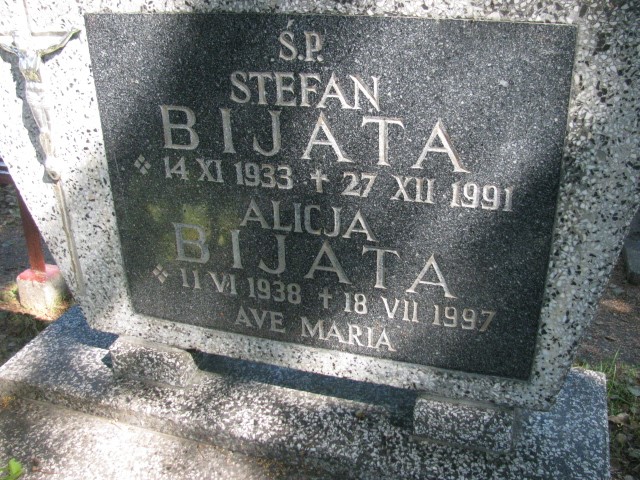 Ś.P.
STEFAN
BIJATA
❖ 14 XI 1933 ✝ 27 XII 1991
ALICJA
BIJATA
❖ 11 VI 1938 ✝ 18 VII 1997
AVE MARIA